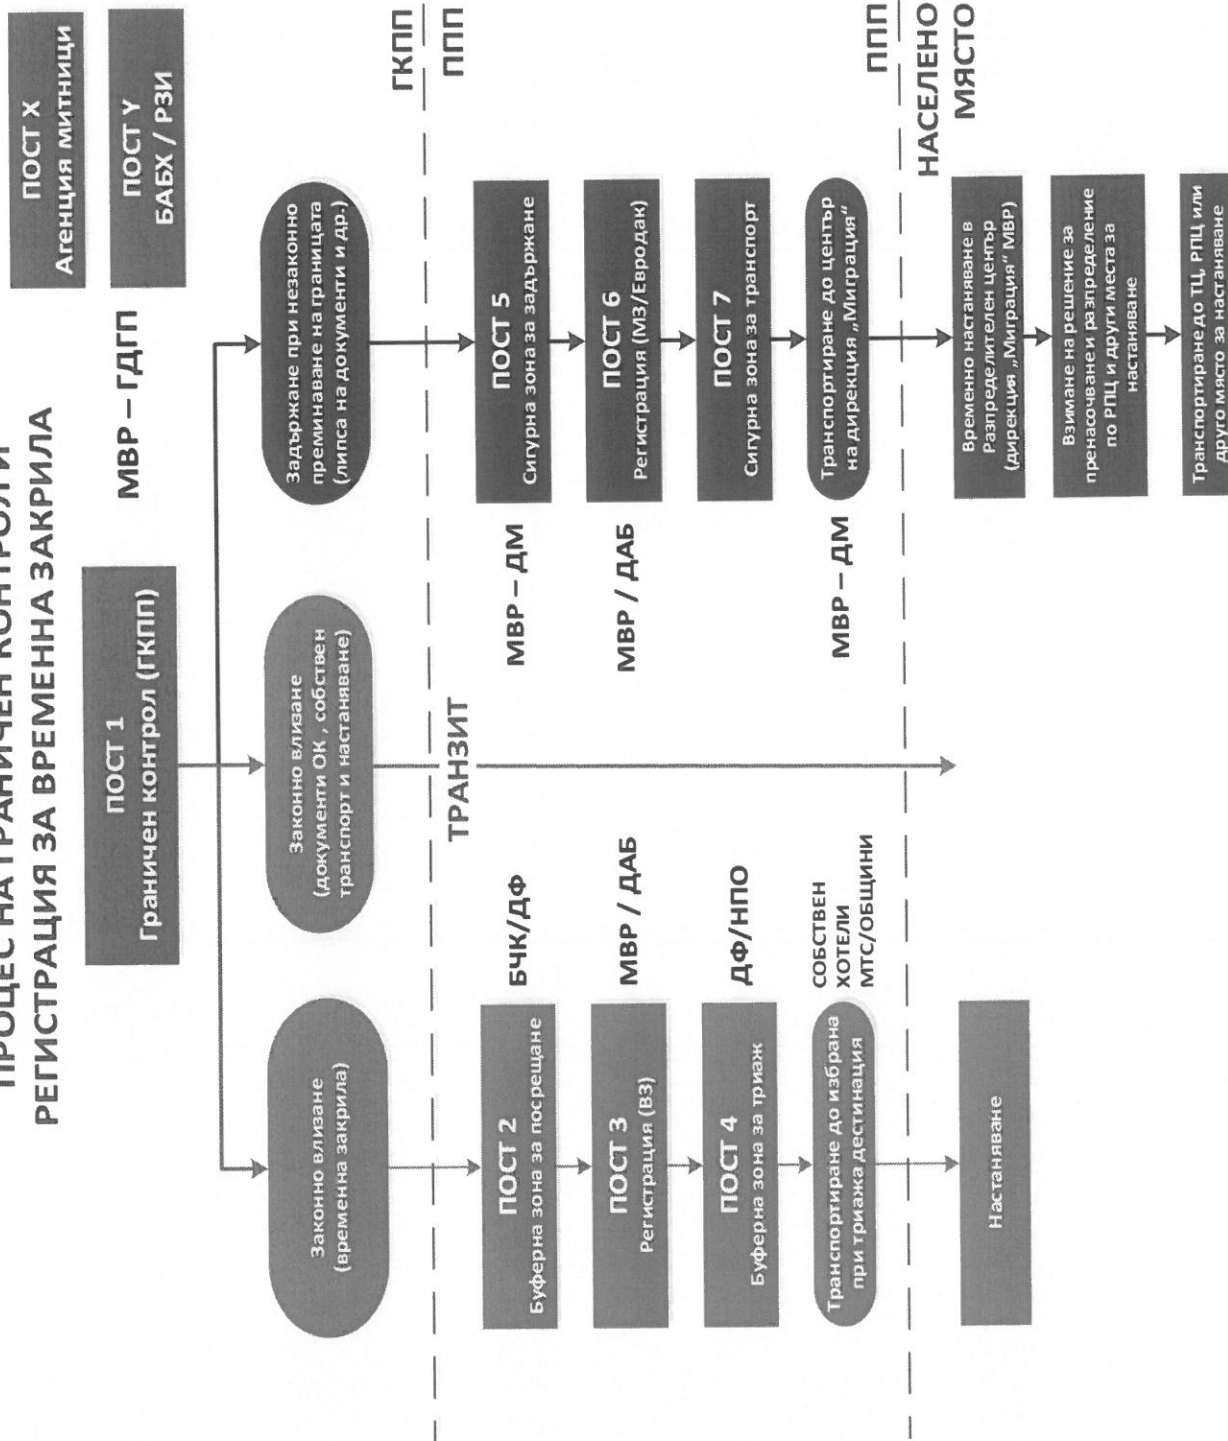 ПРОЦЕС НА ГРАНИЧЕН КОНТРОЛ И
РЕГИСТРАЦИЯ ЗА ВРЕМЕННА ЗАКРИЛА
ПОСТ X
Агенция митници
ПОСТ Y
БАБХ / РЗИ
МВР – ГДГП
ПОСТ 1
Граничен контрол (ГКПП)
Законно влизане
(временна закрила)
Законно влизане
(документи ОК , собствен
транспорт и настаняване)
Задържане при незаконно
преминаване на границата
(липса на документи и др.)
ГКПП
ППП
ТРАНЗИТ
ПОСТ 2
Буферна зона за посрещане
БЧК/ДФ
ПОСТ 3
Регистрация (ВЗ)
МВР / ДАБ
ПОСТ 4
Буферна зона за триаж
ДФ/НПО
Транспортиране до избрана
при триажа дестинация
СОБСТВЕН
ХОТЕЛИ
МТС/ОБЩИНИ
МВР – ДМ
ПОСТ 5
Сигурна зона за задържане
МВР / ДАБ
ПОСТ 6
Регистрация (МЗ/Евродак)
ПОСТ 7
Сигурна зона за транспорт
МВР – ДМ
Транспортиране до център
на дирекция „Миграция“
ППП
НАСЕЛЕНО
МЯСТО
Настаняване
Временно настаняване в
Разпределителен център
(дирекция „Миграция“ МВР)
Взимане на решение за
пренасочване и разпределение
по РПЦ и други места за
настаняване
Транспортиране до ТЦ, РПЦ или
друго място за настаняване